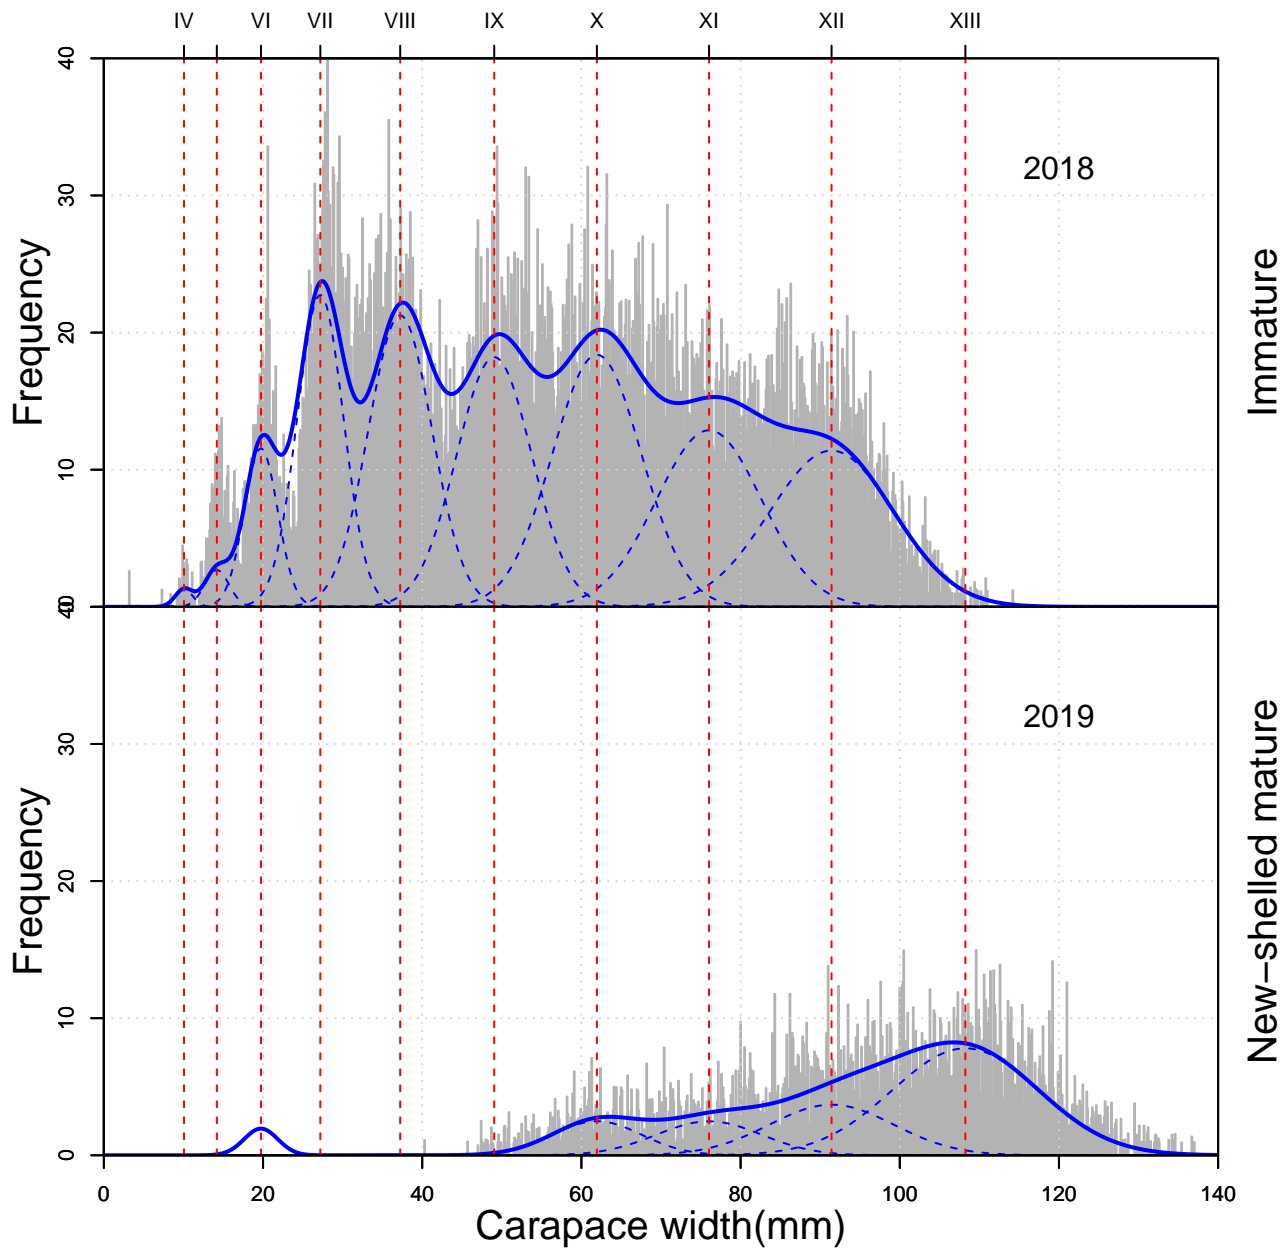 IV VI VII VIII IX X XI XII XIII
40
30
20
10
0
Frequency
2018
Immature
40
30
20
10
0
Frequency
2019
New−shelled mature
0 20 40 60 80 100 120 140
Carapace width(mm)